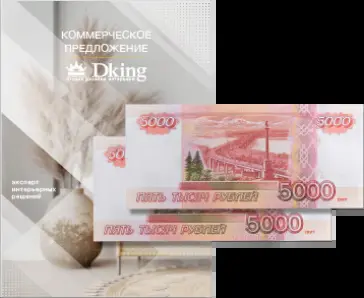 КОММЕРЧЕСКОЕ
ПРЕДЛОЖЕНИЕ
Dking
эксперт
интерьерных
решений
5000
5000
ПЯТЬ ТЫСЯЧ РУБЛЕЙ
5000
5000
ПЯТЬ ТЫСЯЧ РУБЛЕЙ
5000